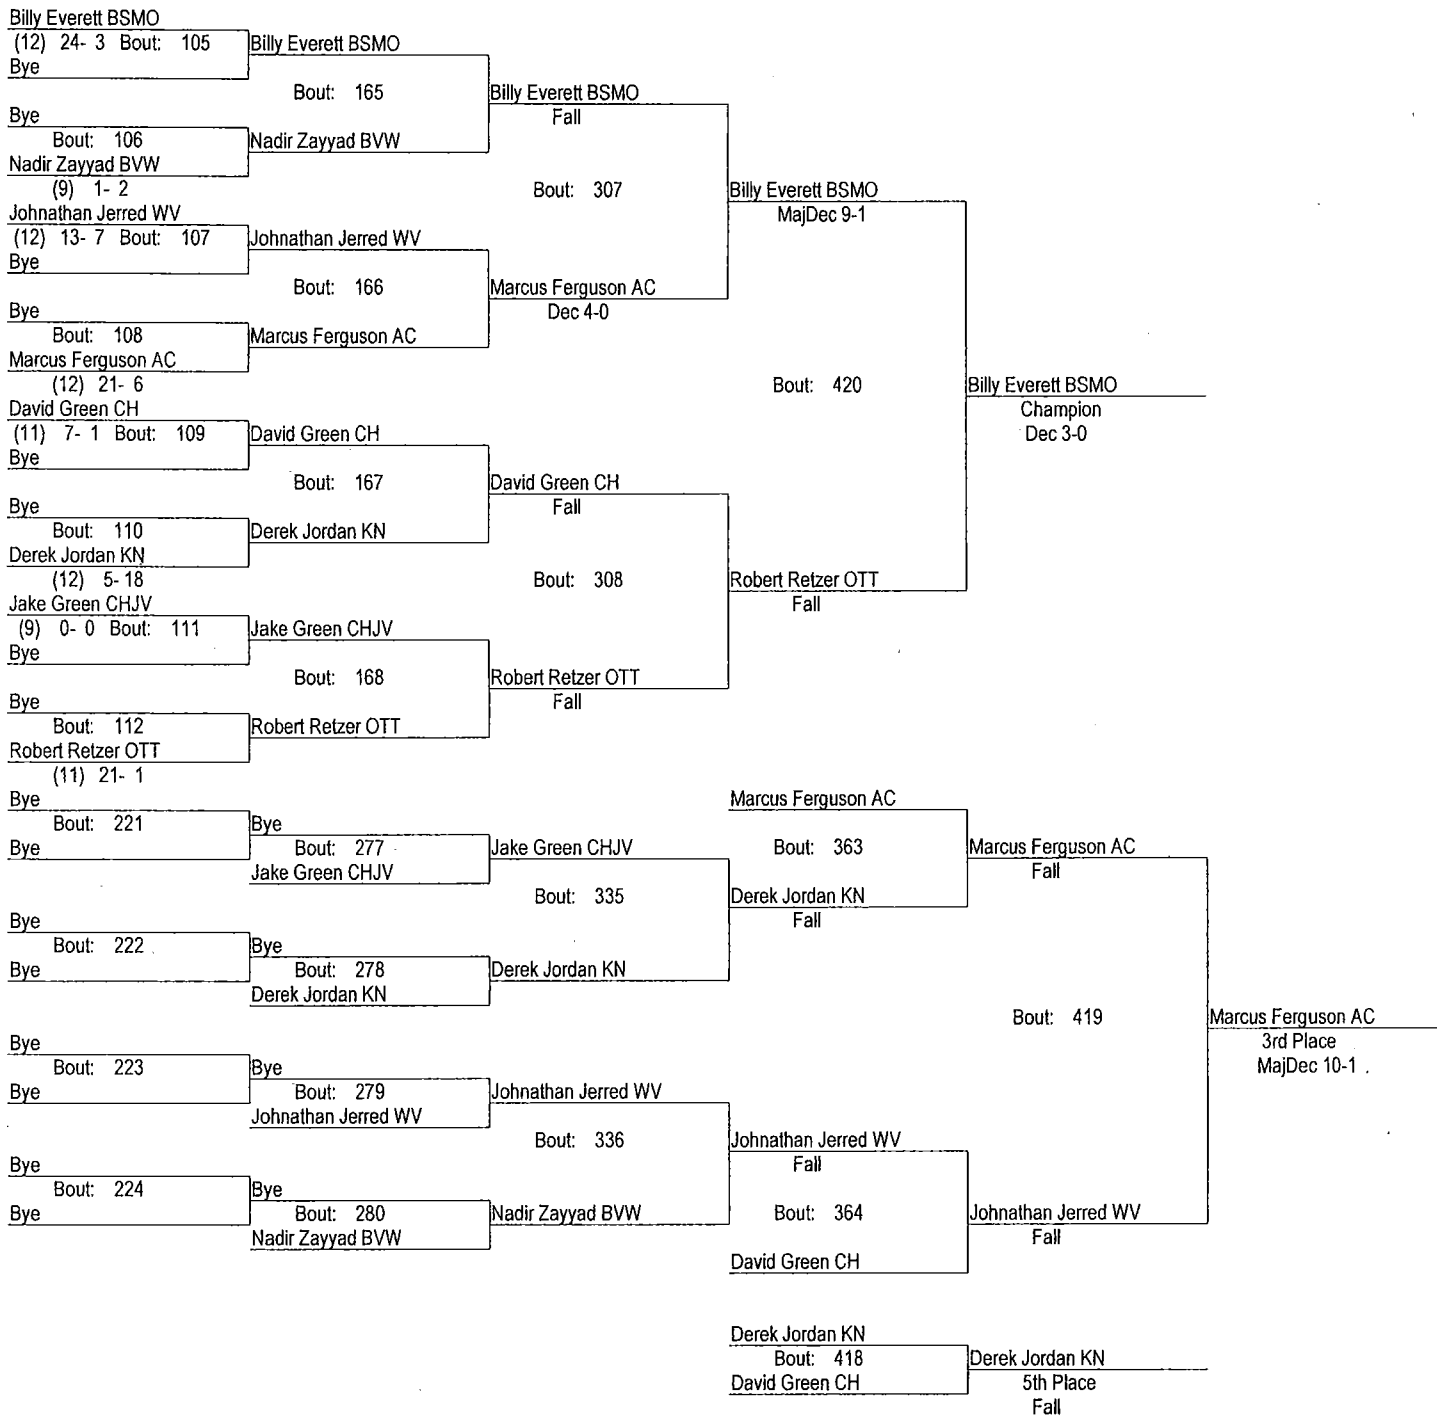 Billy Everett BSMO
(12) 24- 3 Bout: 105
Bye
Billy Everett BSMO
Bout: 165
Bye
Bout: 106
Nadir Zayyad BVW
(9) 1- 2
Nadir Zayyad BVW
Billy Everett BSMO
Fall
Bout: 307
Johnathan Jerred WV
(12) 13- 7 Bout: 107
Bye
Johnathan Jerred WV
Bout: 166
Bye
Bout: 108
Marcus Ferguson AC
(12) 21- 6
Marcus Ferguson AC
Marcus Ferguson AC
Dec 4-0
Billy Everett BSMO
MajDec 9-1
Bout: 420
Billy Everett BSMO
Champion
Dec 3-0
David Green CH
(11) 7- 1 Bout: 109
Bye
David Green CH
Bout: 167
Bye
Bout: 110
Derek Jordan KN
(12) 5- 18
Derek Jordan KN
David Green CH
Fall
Bout: 308
Jake Green CHJV
(9) 0- 0 Bout: 111
Bye
Jake Green CHJV
Bout: 168
Bye
Bout: 112
Robert Retzer OTT
(11) 21- 1
Robert Retzer OTT
Robert Retzer OTT
Fall
Robert Retzer OTT
Fall
Bye
Bout: 221
Bye
Bye
Bout: 277
Jake Green CHJV
Jake Green CHJV
Bout: 335
Bye
Bout: 222
Bye
Bye
Bout: 278
Derek Jordan KN
Derek Jordan KN
Marcus Ferguson AC
Bout: 363
Derek Jordan KN
Fall
Marcus Ferguson AC
Fall
Bout: 419
Marcus Ferguson AC
3rd Place
MajDec 10-1
Bye
Bout: 223
Bye
Bye
Bout: 279
Johnathan Jerred WV
Johnathan Jerred WV
Bout: 336
Bye
Bout: 224
Bye
Bye
Bout: 280
Nadir Zayyad BVW
Nadir Zayyad BVW
Johnathan Jerred WV
Fall
Bout: 364
David Green CH
Johnathan Jerred WV
Fall
Derek Jordan KN
Bout: 418
David Green CH
Derek Jordan KN
5th Place
Fall